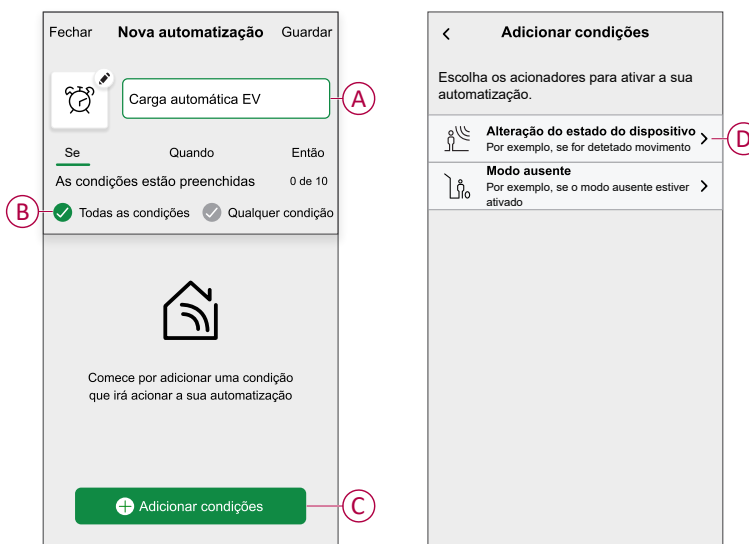 Fechar Nova automatização Guardar
Carga automática EV
A
Se Quando Então
As condições estão preenchidas 0 de 10
B
Todas as condições Qualquer condição
Comece por adicionar uma condição
que irá acionar a sua automatização
Adicionar condições
C
Adicionar condições
Escolha os acionadores para ativar a sua
automatização.
Alteração do estado do dispositivo
Por exemplo, se for detetado movimento
D
Modo ausente
Por exemplo, se o modo ausente estiver
ativado